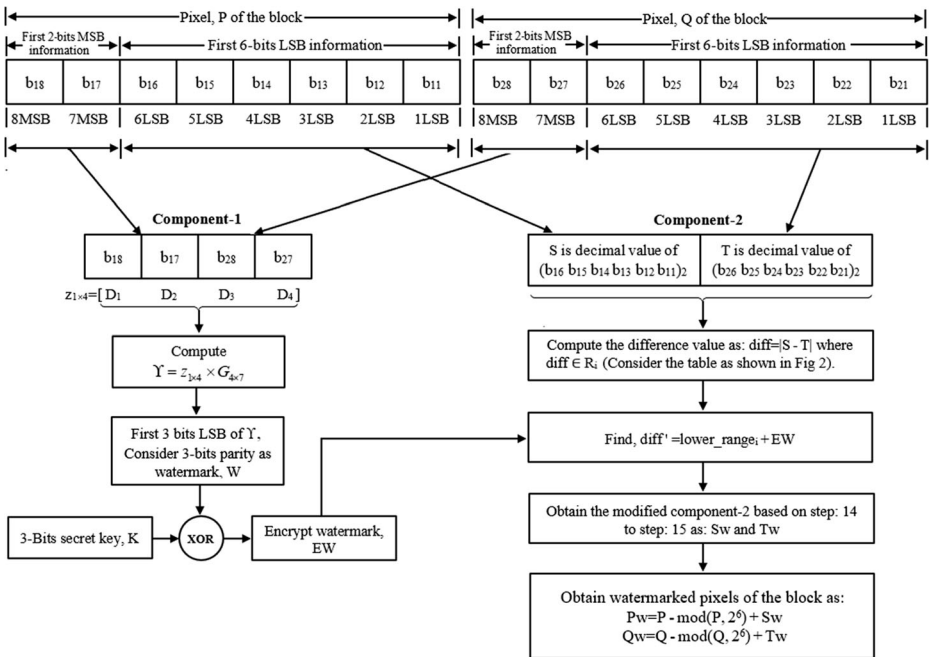 Pixel, P of the block
Pixel, Q of the block
First 2-bits MSB information
First 6-bits LSB information
First 2-bits MSB information
First 6-bits LSB information
b18 b17 b16 b15 b14 b13 b12 b11
b28 b27 b26 b25 b24 b23 b22 b21
8MSB 7MSB 6LSB 5LSB 4LSB 3LSB 2LSB 1LSB
8MSB 7MSB 6LSB 5LSB 4LSB 3LSB 2LSB 1LSB
Component-1
b18 b17 b28 b27
z1×4=[ D1 D2 D3 D4 ]
Compute
ϒ = z1×4 × G4×7
First 3 bits LSB of ϒ,
Consider 3-bits parity as
watermark, W
3-Bits secret key, K
XOR
Encrypt watermark,
EW
Component-2
S is decimal value of
(b16 b15 b14 b13 b12 b11)2
T is decimal value of
(b26 b25 b24 b23 b22 b21)2
Compute the difference value as: diff=|S - T| where
diff ∈ Ri (Consider the table as shown in Fig 2).
Find, diff ' =lower_rangei + EW
Obtain the modified component-2 based on step: 14
to step: 15 as: Sw and Tw
Obtain watermarked pixels of the block as:
Pw=P - mod(P, 2⁶) + Sw
Qw=Q - mod(Q, 2⁶) + Tw